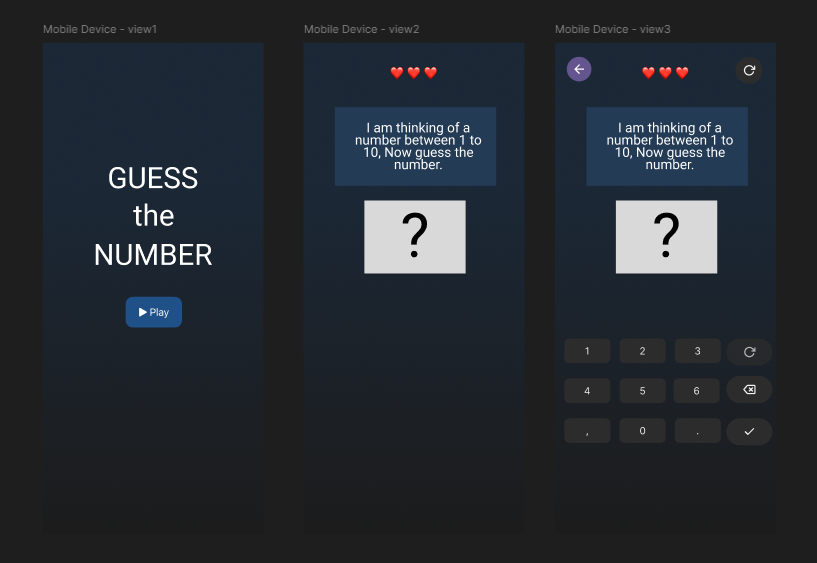 Mobile Device - view1
GUESS
the
NUMBER
Play
Mobile Device - view2
I am thinking of a
number between 1 to
10, Now guess the
number.
?
Mobile Device - view3
I am thinking of a
number between 1 to
10, Now guess the
number.
?
1 2 3
4 5 6
, 0 .